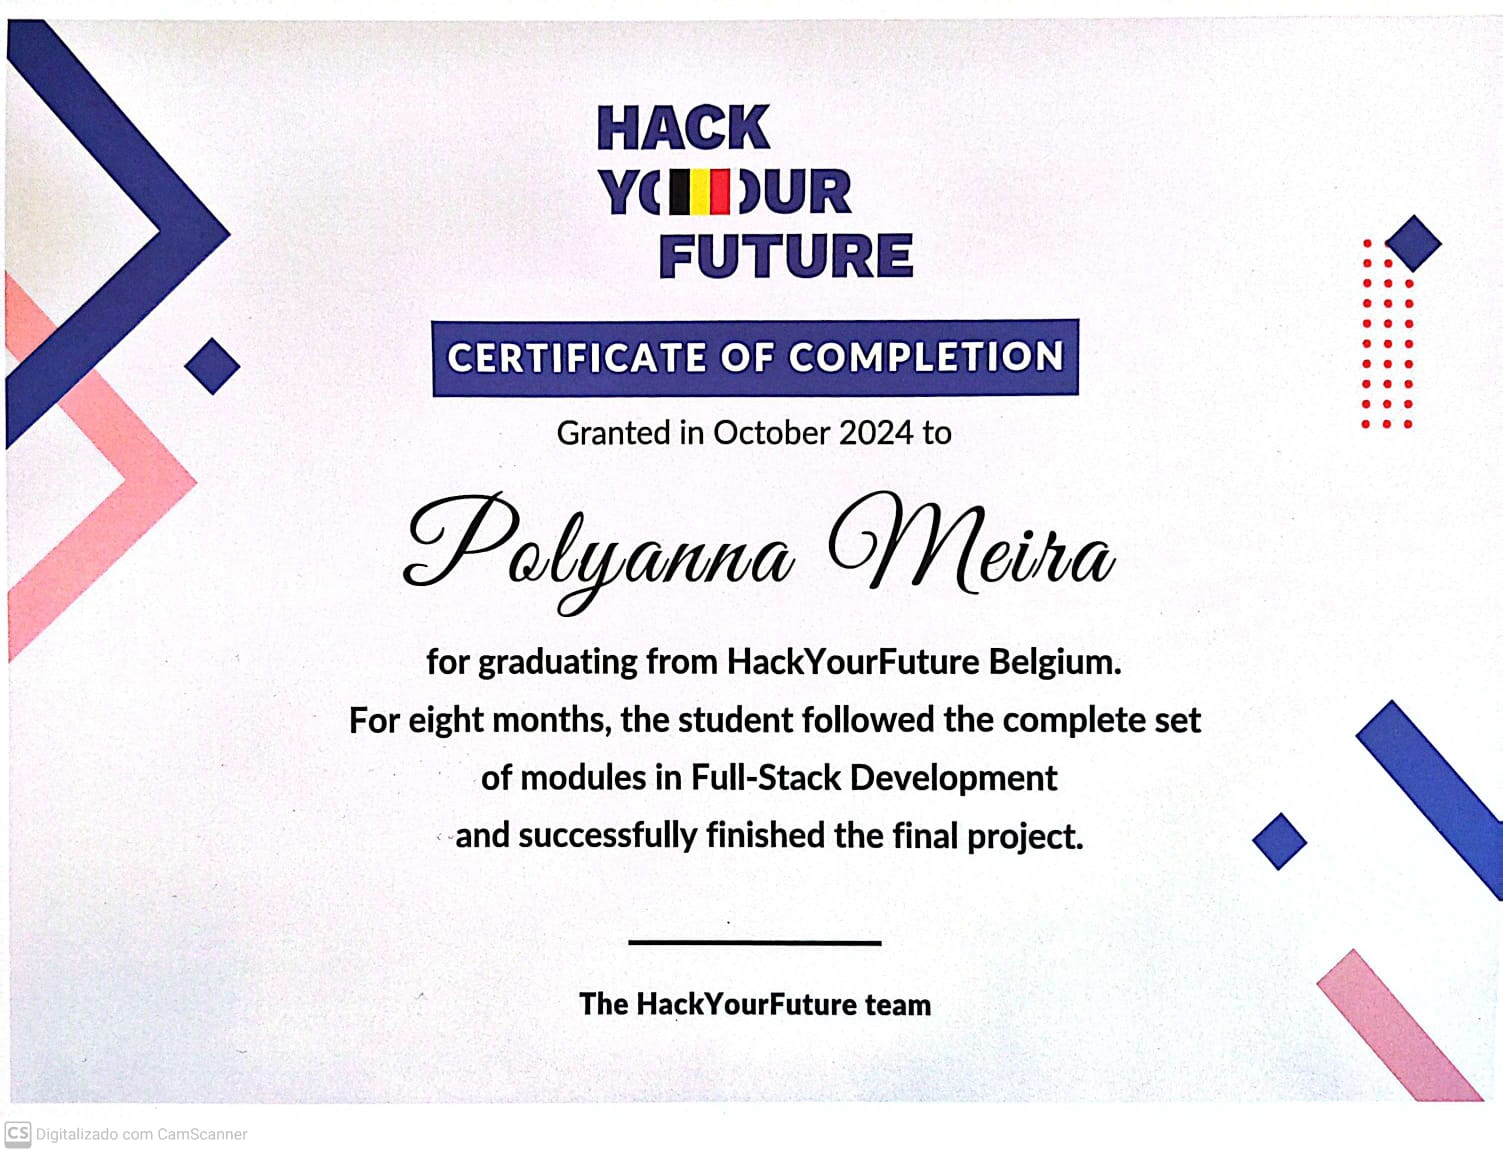 HACK
YOUR
FUTURE
CERTIFICATE OF COMPLETION
Granted in October 2024 to
Polyanna Meira
for graduating from HackYourFuture Belgium.
For eight months, the student followed the complete set
of modules in Full-Stack Development
and successfully finished the final project.
The HackYourFuture team
CS Digitalizado com CamScanner